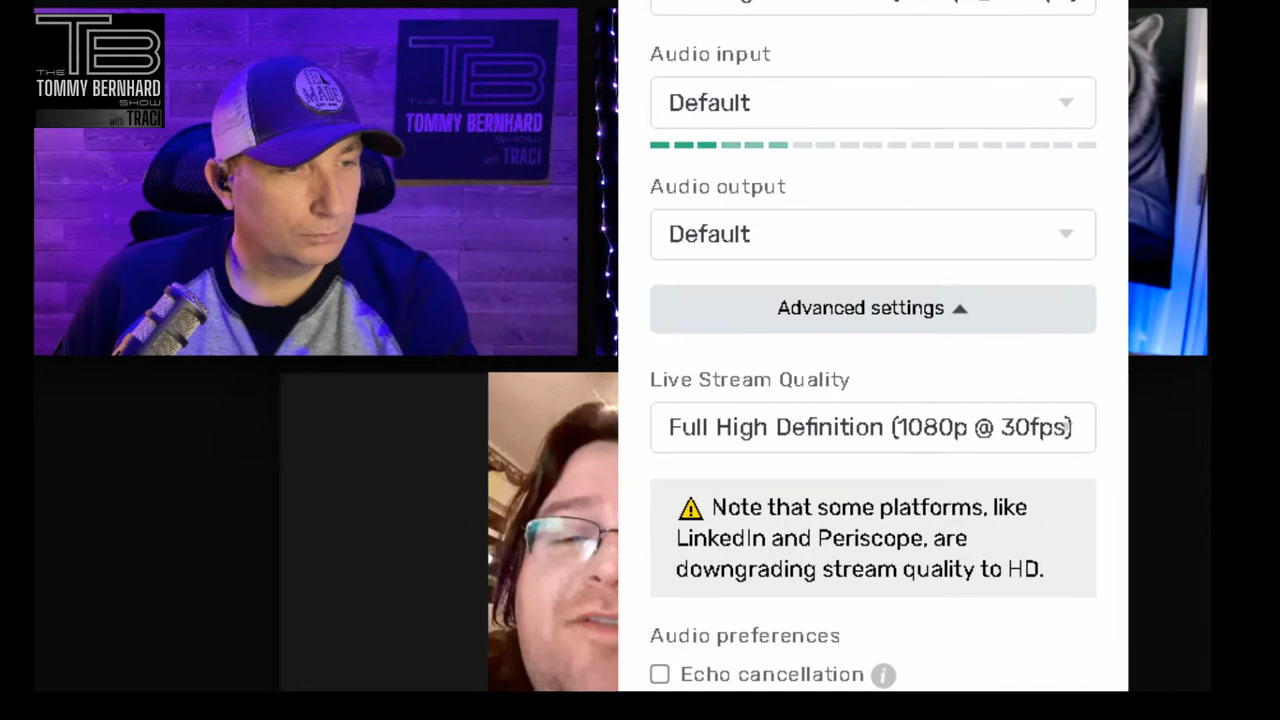 TB
THE
TOMMY BERNHARD
SHOW
with TRACI
TB
THE
TOMMY BERNHARD
SHOW
with TRACI
MADE
Audio input
Default
Audio output
Default
Advanced settings
Live Stream Quality
Full High Definition (1080p @ 30fps)
Note that some platforms, like
LinkedIn and Periscope, are
downgrading stream quality to HD.
Audio preferences
Echo cancellation
i